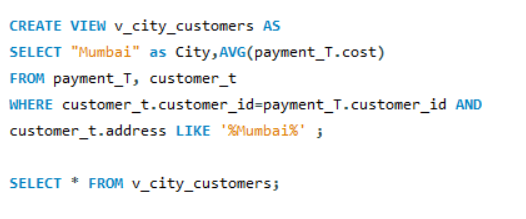 CREATE VIEW v_city_customers AS
SELECT "Mumbai" as City,AVG(payment_T.cost)
FROM payment_T, customer_t
WHERE customer_t.customer_id=payment_T.customer_id AND
customer_t.address LIKE '%Mumbai%' ;
SELECT * FROM v_city_customers;